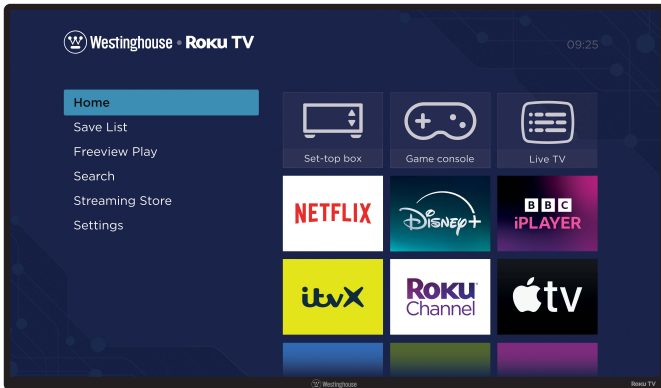 Westinghouse • Roku TV
09:25
Home
Save List
Freeview Play
Search
Streaming Store
Settings
Set-top box
Game console
Live TV
NETFLIX
Disney+
BBC
iPLAYER
itvX
Roku
Channel
tv
Westinghouse
Roku TV